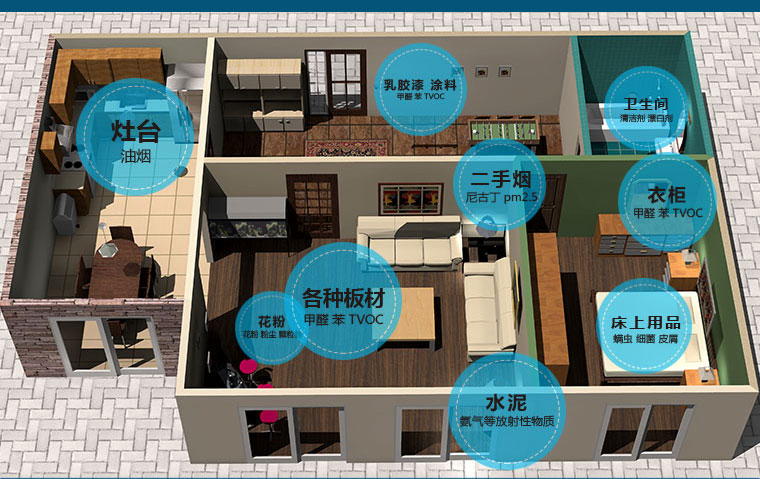 灶台
油烟
乳胶漆 涂料
甲醛 苯 TVOC
卫生间
清洁剂 漂白剂
二手烟
尼古丁 pm2.5
衣柜
甲醛 苯 TVOC
各种板材
甲醛 苯 TVOC
花粉
花粉 粉尘 颗粒
床上用品
螨虫 细菌 皮屑
水泥
氨气等放射性物质